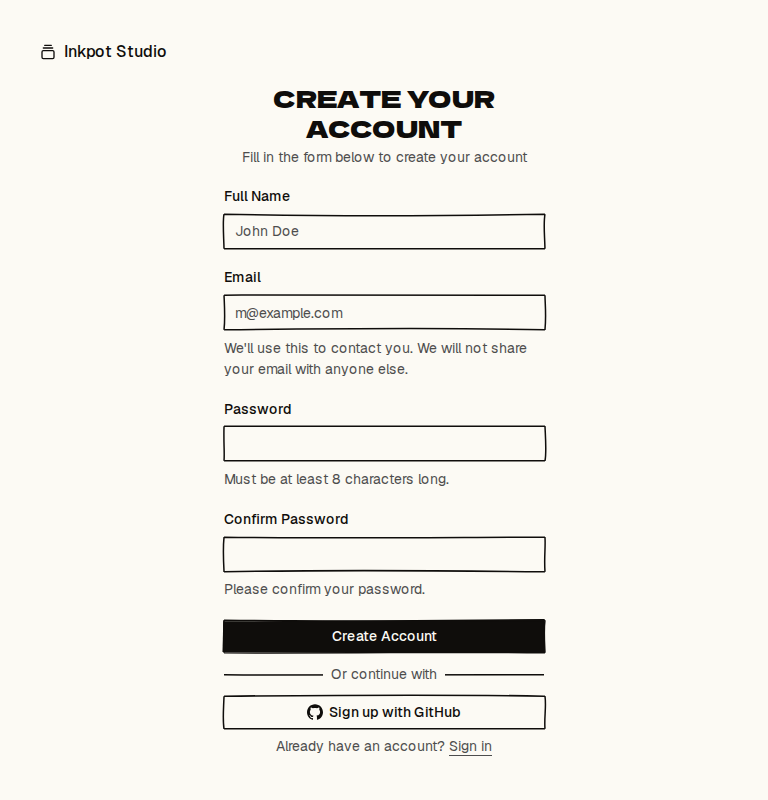 Inkpot Studio
CREATE YOUR
ACCOUNT
Fill in the form below to create your account
Full Name
John Doe
Email
m@example.com
We'll use this to contact you. We will not share
your email with anyone else.
Password
Must be at least 8 characters long.
Confirm Password
Please confirm your password.
Create Account
Or continue with
Sign up with GitHub
Already have an account? Sign in